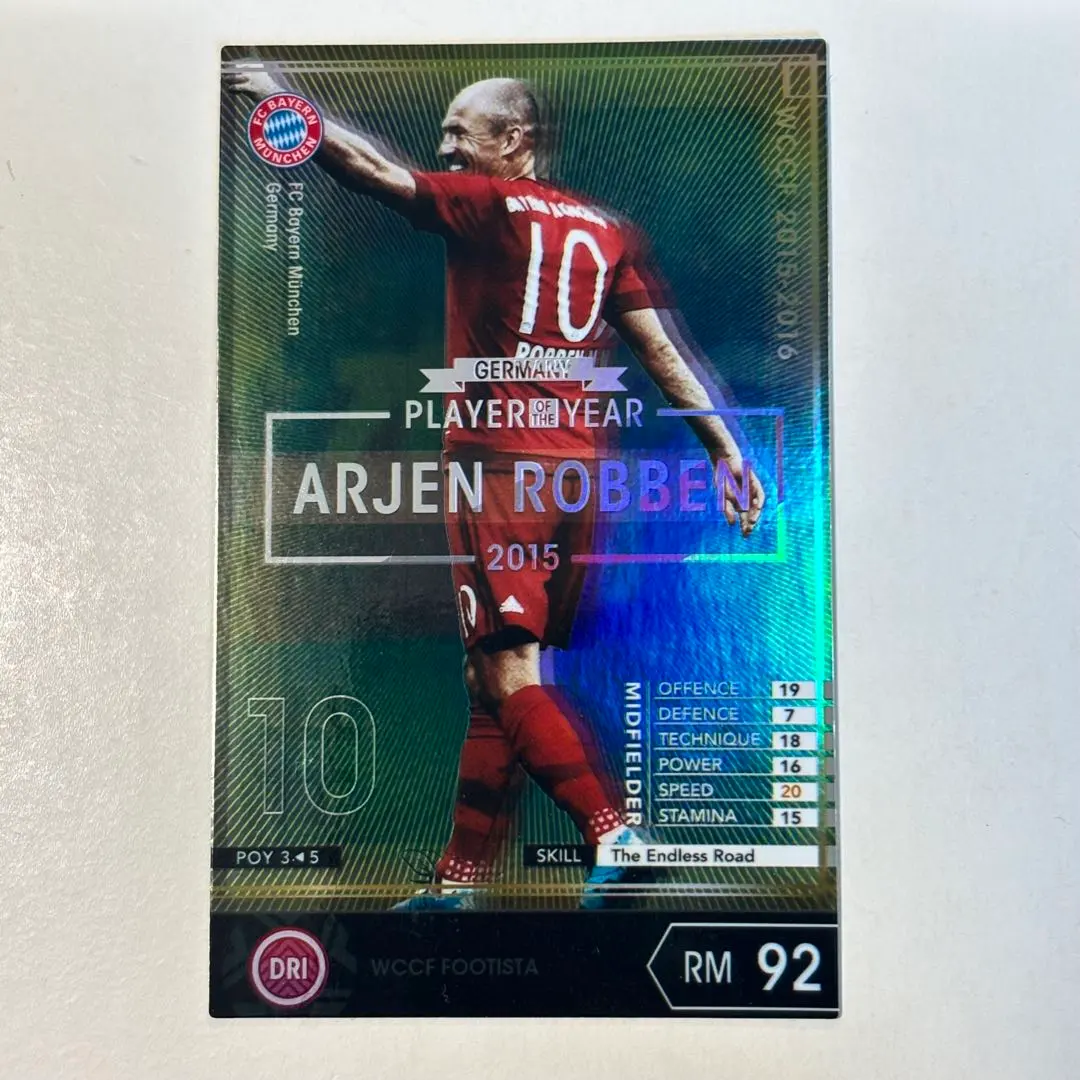 FC BAYERN
MÜNCHEN
FC Bayern München
Germany
WCCF 2015-2016
10
ROBBEN
GERMANY
PLAYER OF THE YEAR
ARJEN ROBBEN
2015
10
MIDFIELDER
OFFENCE 19
DEFENCE 7
TECHNIQUE 18
POWER 16
SPEED 20
STAMINA 15
POY 3◄5
SKILL The Endless Road
DRI
WCCF FOOTISTA
RM 92